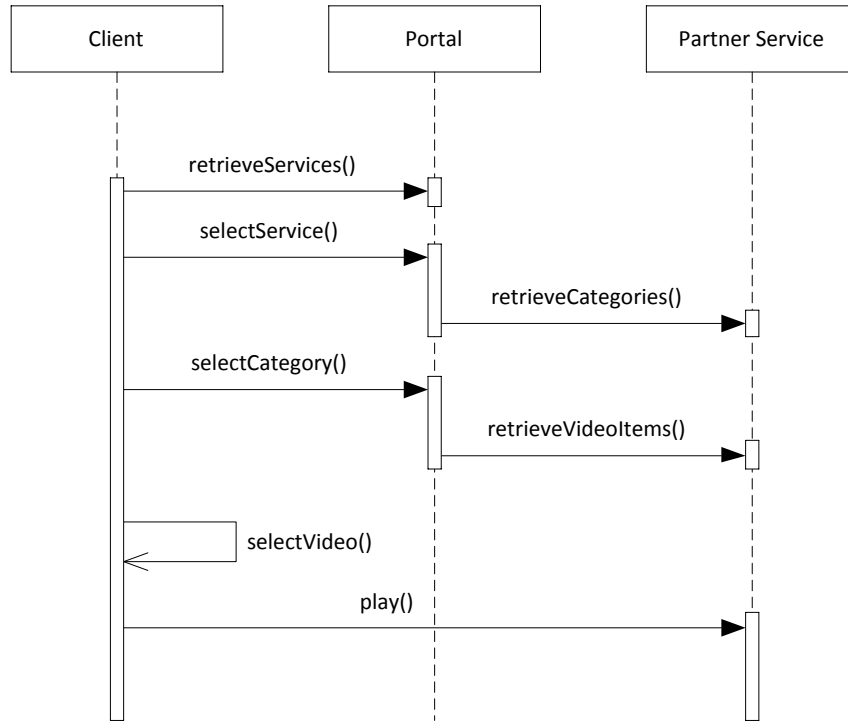 Client
Portal
Partner Service
retrieveServices()
selectService()
retrieveCategories()
selectCategory()
retrieveVideoItems()
selectVideo()
play()